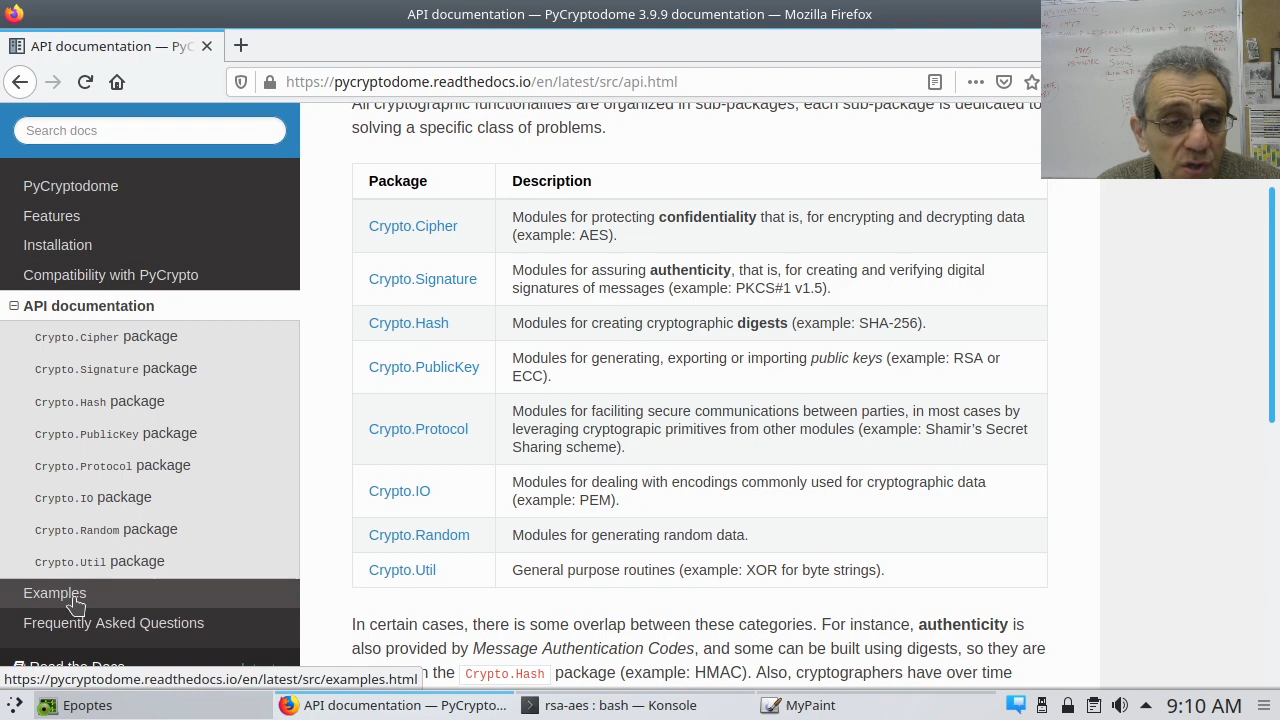 API documentation — PyCryptodome 3.9.9 documentation — Mozilla Firefox
API documentation — PyC
https://pycryptodome.readthedocs.io/en/latest/src/api.html
Search docs
PyCryptodome
Features
Installation
Compatibility with PyCrypto
API documentation
Crypto.Cipher package
Crypto.Signature package
Crypto.Hash package
Crypto.PublicKey package
Crypto.Protocol package
Crypto.IO package
Crypto.Random package
Crypto.Util package
Examples
Frequently Asked Questions
Read the Docs
https://pycryptodome.readthedocs.io/en/latest/src/examples.html
All cryptographic functionalities are organized in sub-packages; each sub-package is dedicated to
solving a specific class of problems.
Package Description
Crypto.Cipher Modules for protecting confidentiality that is, for encrypting and decrypting data
(example: AES).
Crypto.Signature Modules for assuring authenticity, that is, for creating and verifying digital
signatures of messages (example: PKCS#1 v1.5).
Crypto.Hash Modules for creating cryptographic digests (example: SHA-256).
Crypto.PublicKey Modules for generating, exporting or importing public keys (example: RSA or
ECC).
Crypto.Protocol Modules for faciliting secure communications between parties, in most cases by
leveraging cryptograpic primitives from other modules (example: Shamir's Secret
Sharing scheme).
Crypto.IO Modules for dealing with encodings commonly used for cryptographic data
(example: PEM).
Crypto.Random Modules for generating random data.
Crypto.Util General purpose routines (example: XOR for byte strings).
In certain cases, there is some overlap between these categories. For instance, authenticity is
also provided by Message Authentication Codes, and some can be built using digests, so they are
the Crypto.Hash package (example: HMAC). Also, cryptographers have over time
Epoptes
API documentation — PyCrypto...
rsanes : bash — Konsole
MyPaint
9:10 AM